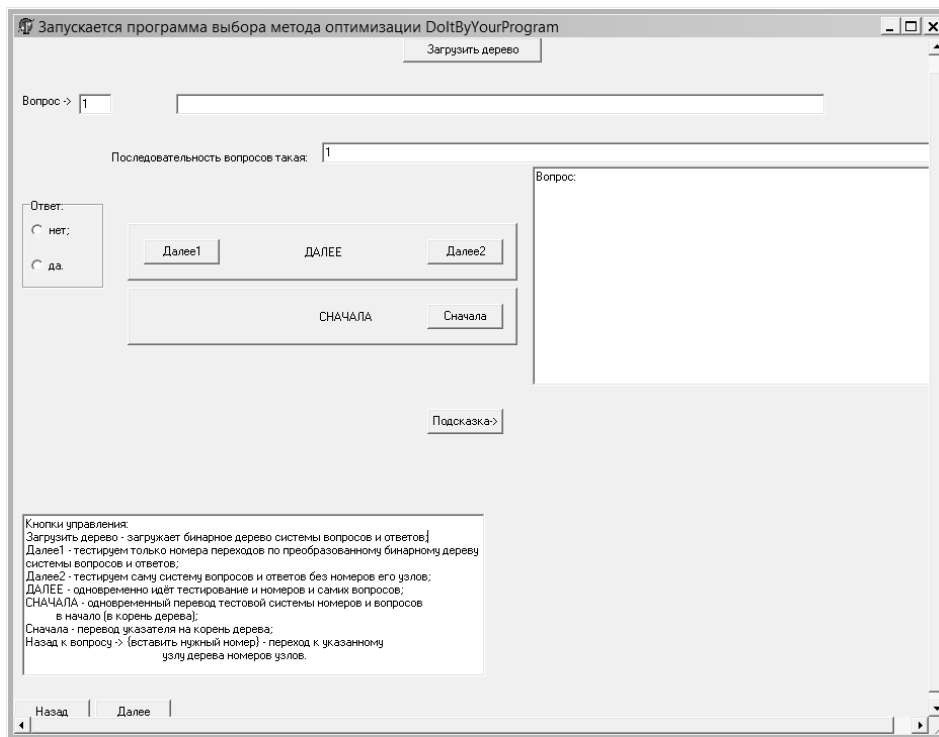 Запускается программа выбора метода оптимизации DoItByYourProgram
Загрузить дерево
Вопрос -> 1
Последовательность вопросов такая: 1
Вопрос:
Ответ:
нет;
да.
Далее1 ДАЛЕЕ Далее2
СНАЧАЛА Сначала
Подсказка->
Кнопки управления:
Загрузить дерево - загружает бинарное дерево системы вопросов и ответов;
Далее1 - тестируем только номера переходов по преобразованному бинарному дереву
системы вопросов и ответов;
Далее2 - тестируем саму систему вопросов и ответов без номеров его узлов;
ДАЛЕЕ - одновременно идёт тестирование и номеров и самих вопросов;
СНАЧАЛА - одновременный перевод тестовой системы номеров и вопросов
в начало (в корень дерева);
Сначала - перевод указателя на корень дерева;
Назад к вопросу -> {вставить нужный номер} - переход к указанному
узлу дерева номеров узлов.
Назад Далее